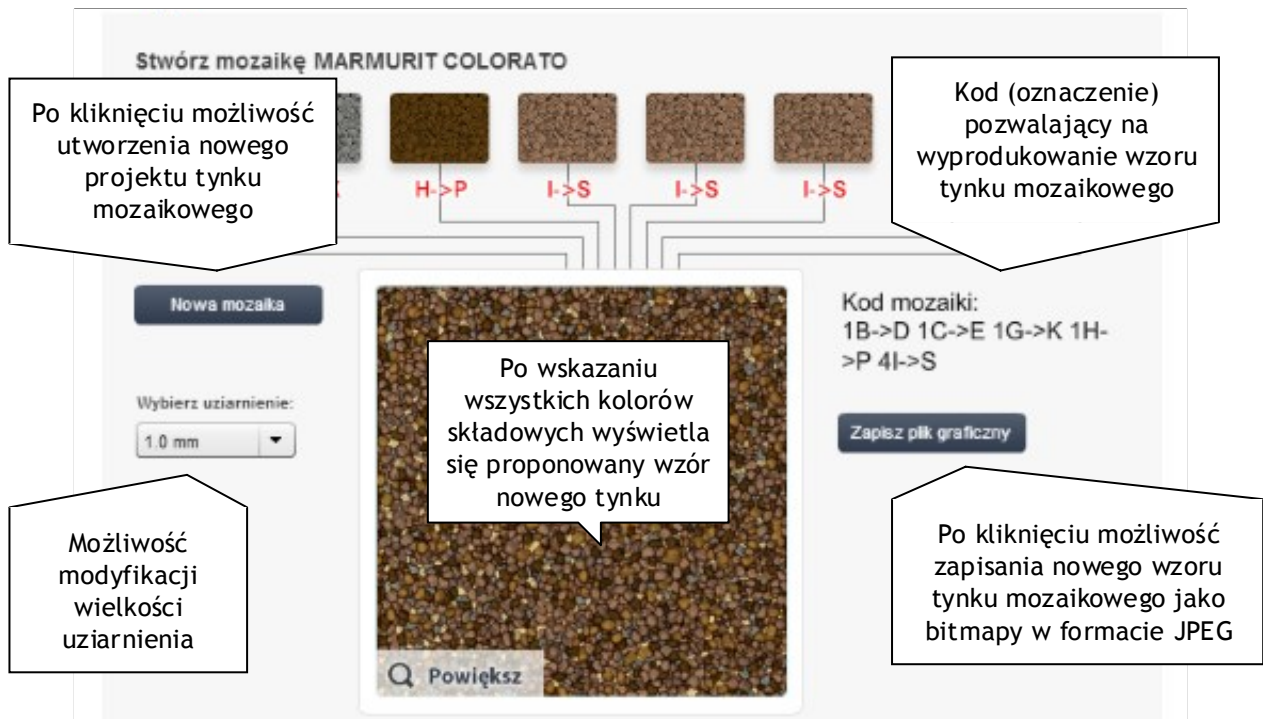 Stwórz mozaikę MARMURIT COLORATO
Po kliknięciu możliwość
utworzenia nowego
projektu tynku
mozaikowego
Kod (oznaczenie)
pozwalający na
wyprodukowanie wzoru
tynku mozaikowego
H->P
I->S
I->S
I->S
Nowa mozaika
Kod mozaiki:
1B->D 1C->E 1G->K 1H-
>P 4I->S
Po wskazaniu
wszystkich kolorów
składowych wyświetla
się proponowany wzór
nowego tynku
Wybierz uziarnienie:
1.0 mm
Zapisz plik graficzny
Możliwość
modyfikacji
wielkości
uziarnienia
Po kliknięciu możliwość
zapisania nowego wzoru
tynku mozaikowego jako
bitmapy w formacie JPEG
Powiększ